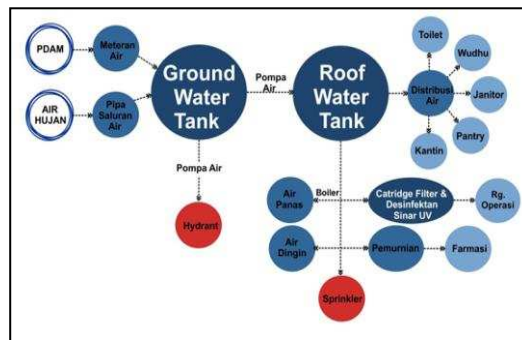 PDAM
Meteran
Air
AIR
HUJAN
Pipa
Saluran
Air
Ground
Water
Tank
Pompa
Air
Roof
Water
Tank
Distribusi
Air
Toilet
Wudhu
Janitor
Pantry
Kantin
Pompa Air
Hydrant
Boiler
Air
Panas
Catridge Filter &
Desinfektan
Sinar UV
Rg.
Operasi
Air
Dingin
Pemurnian
Farmasi
Sprinkler